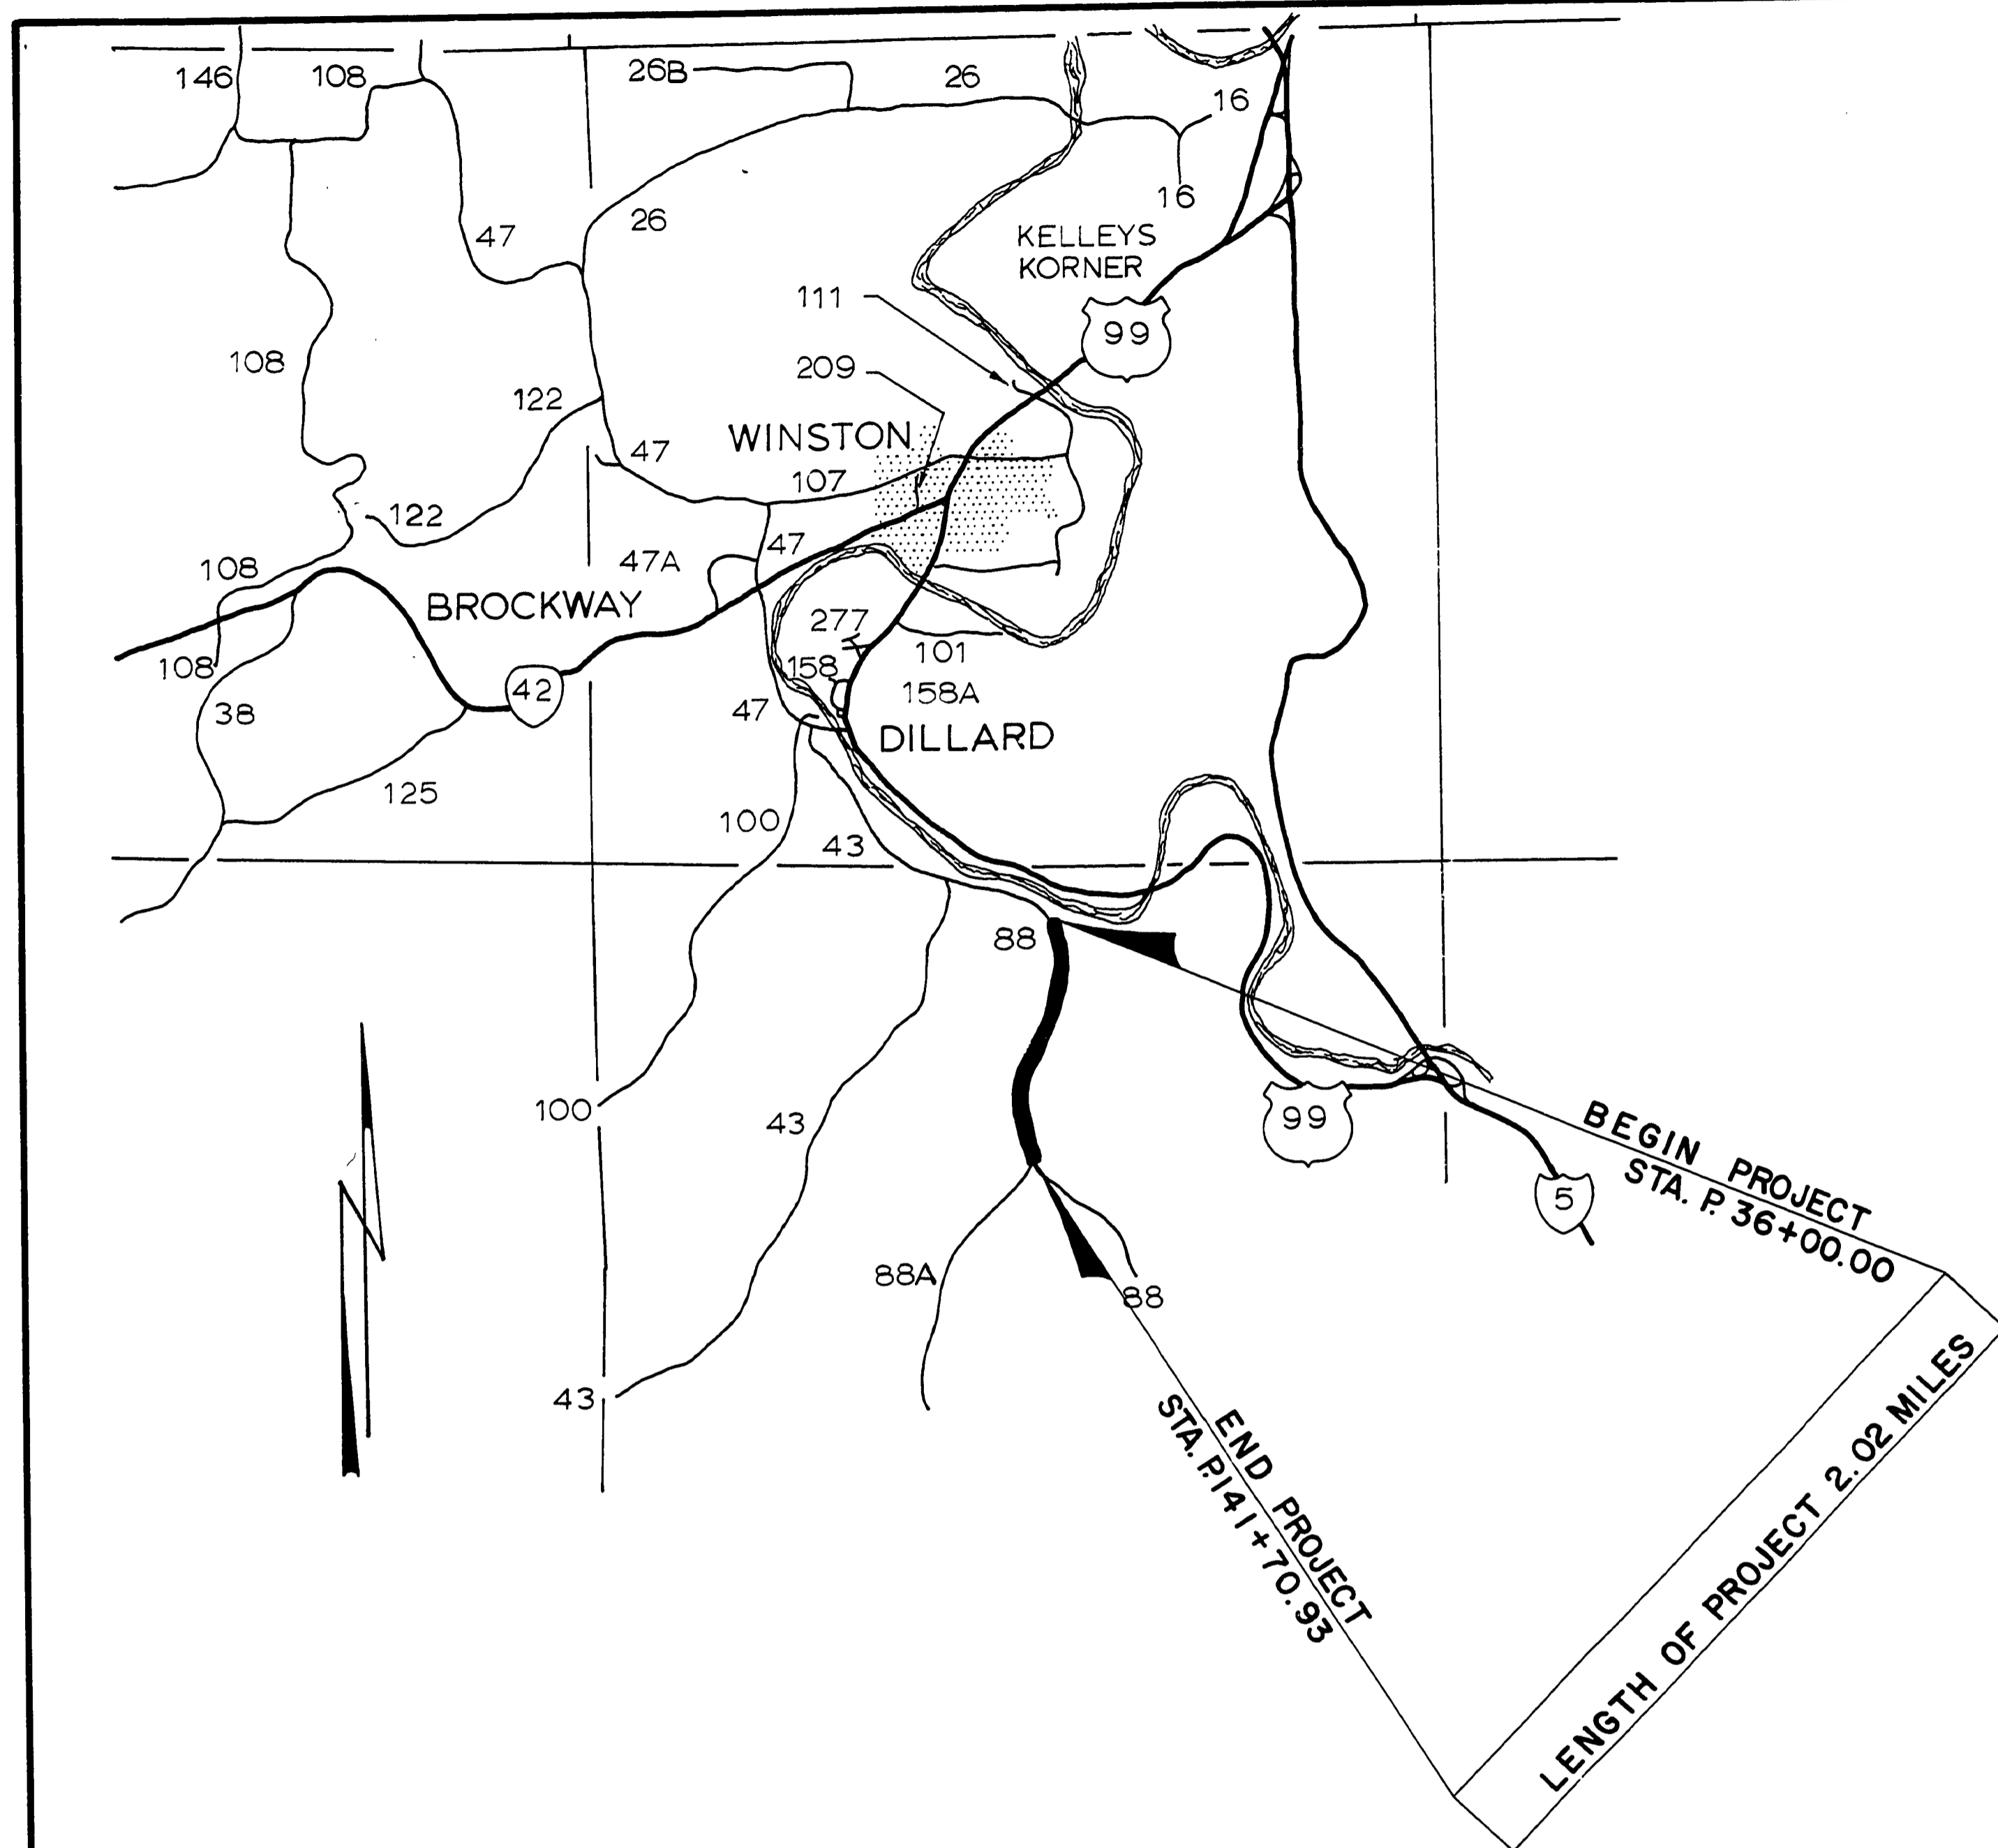 146
108
26B
26
16
16
26
47
KELLEYS
KORNER
111
99
108
209
122
WINSTON
47
107
122
47
47A
108
BROCKWAY
277
101
108
158
42
158A
38
47
DILLARD
125
100
43
88
100
43
99
BEGIN PROJECT
STA. P. 36+00.00
5
88A
88
43
END PROJECT
STA. P.141+70.93
LENGTH OF PROJECT 2.02 MILES